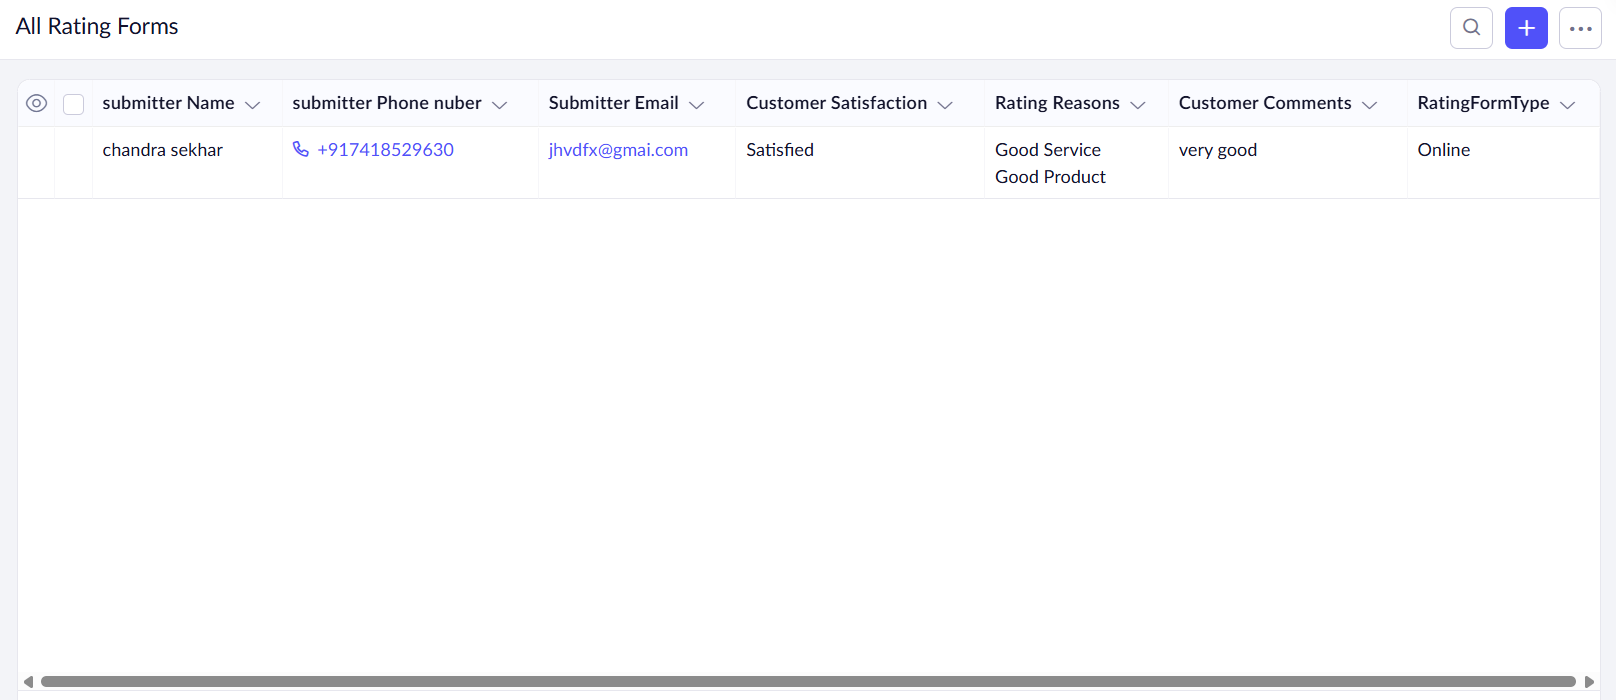 All Rating Forms
submitter Name submitter Phone nuber Submitter Email Customer Satisfaction Rating Reasons Customer Comments RatingFormType
chandra sekhar +917418529630 jhvdfx@gmai.com Satisfied Good Service very good Online
Good Product